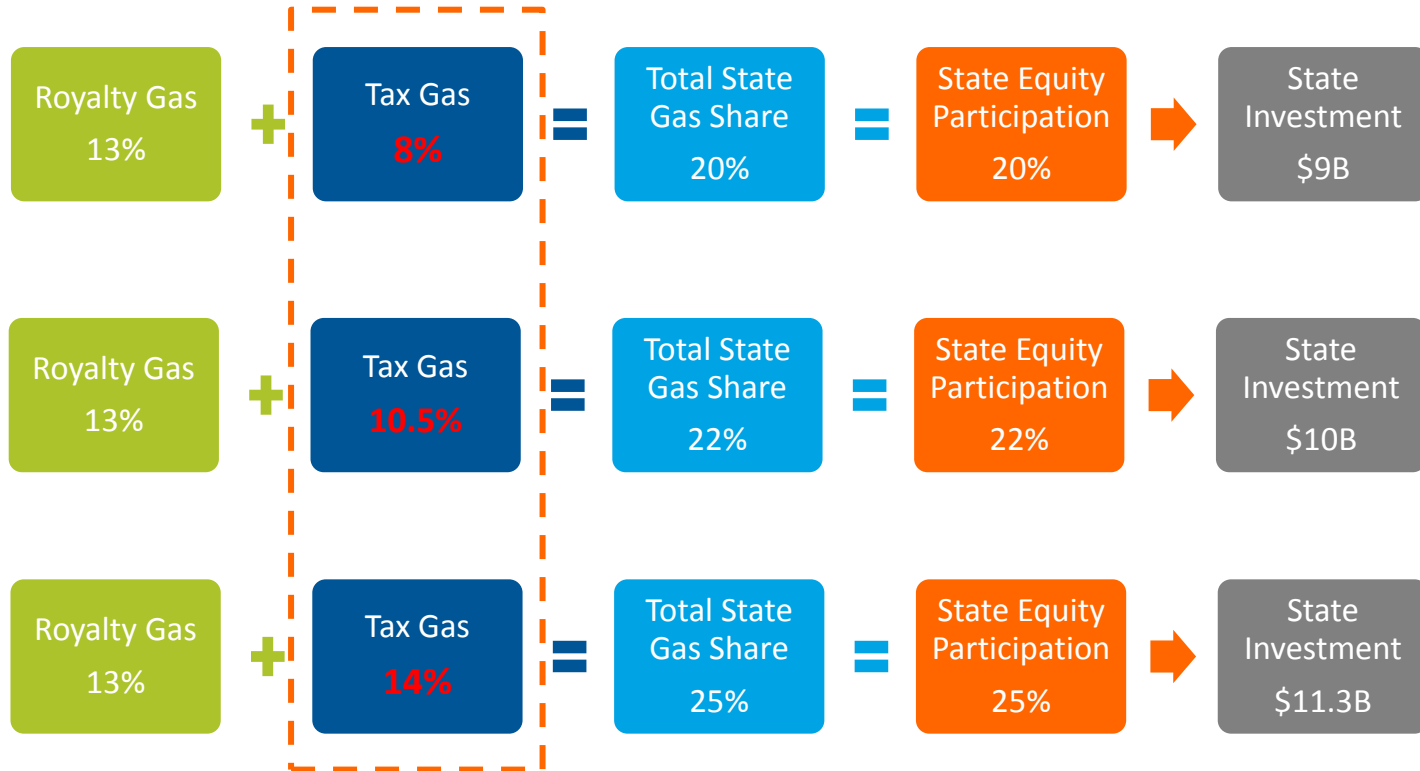 Royalty Gas
13%
+
Tax Gas
8%
=
Total State
Gas Share
20%
=
State Equity
Participation
20%
State
Investment
$9B
Royalty Gas
13%
+
Tax Gas
10.5%
=
Total State
Gas Share
22%
=
State Equity
Participation
22%
State
Investment
$10B
Royalty Gas
13%
+
Tax Gas
14%
=
Total State
Gas Share
25%
=
State Equity
Participation
25%
State
Investment
$11.3B